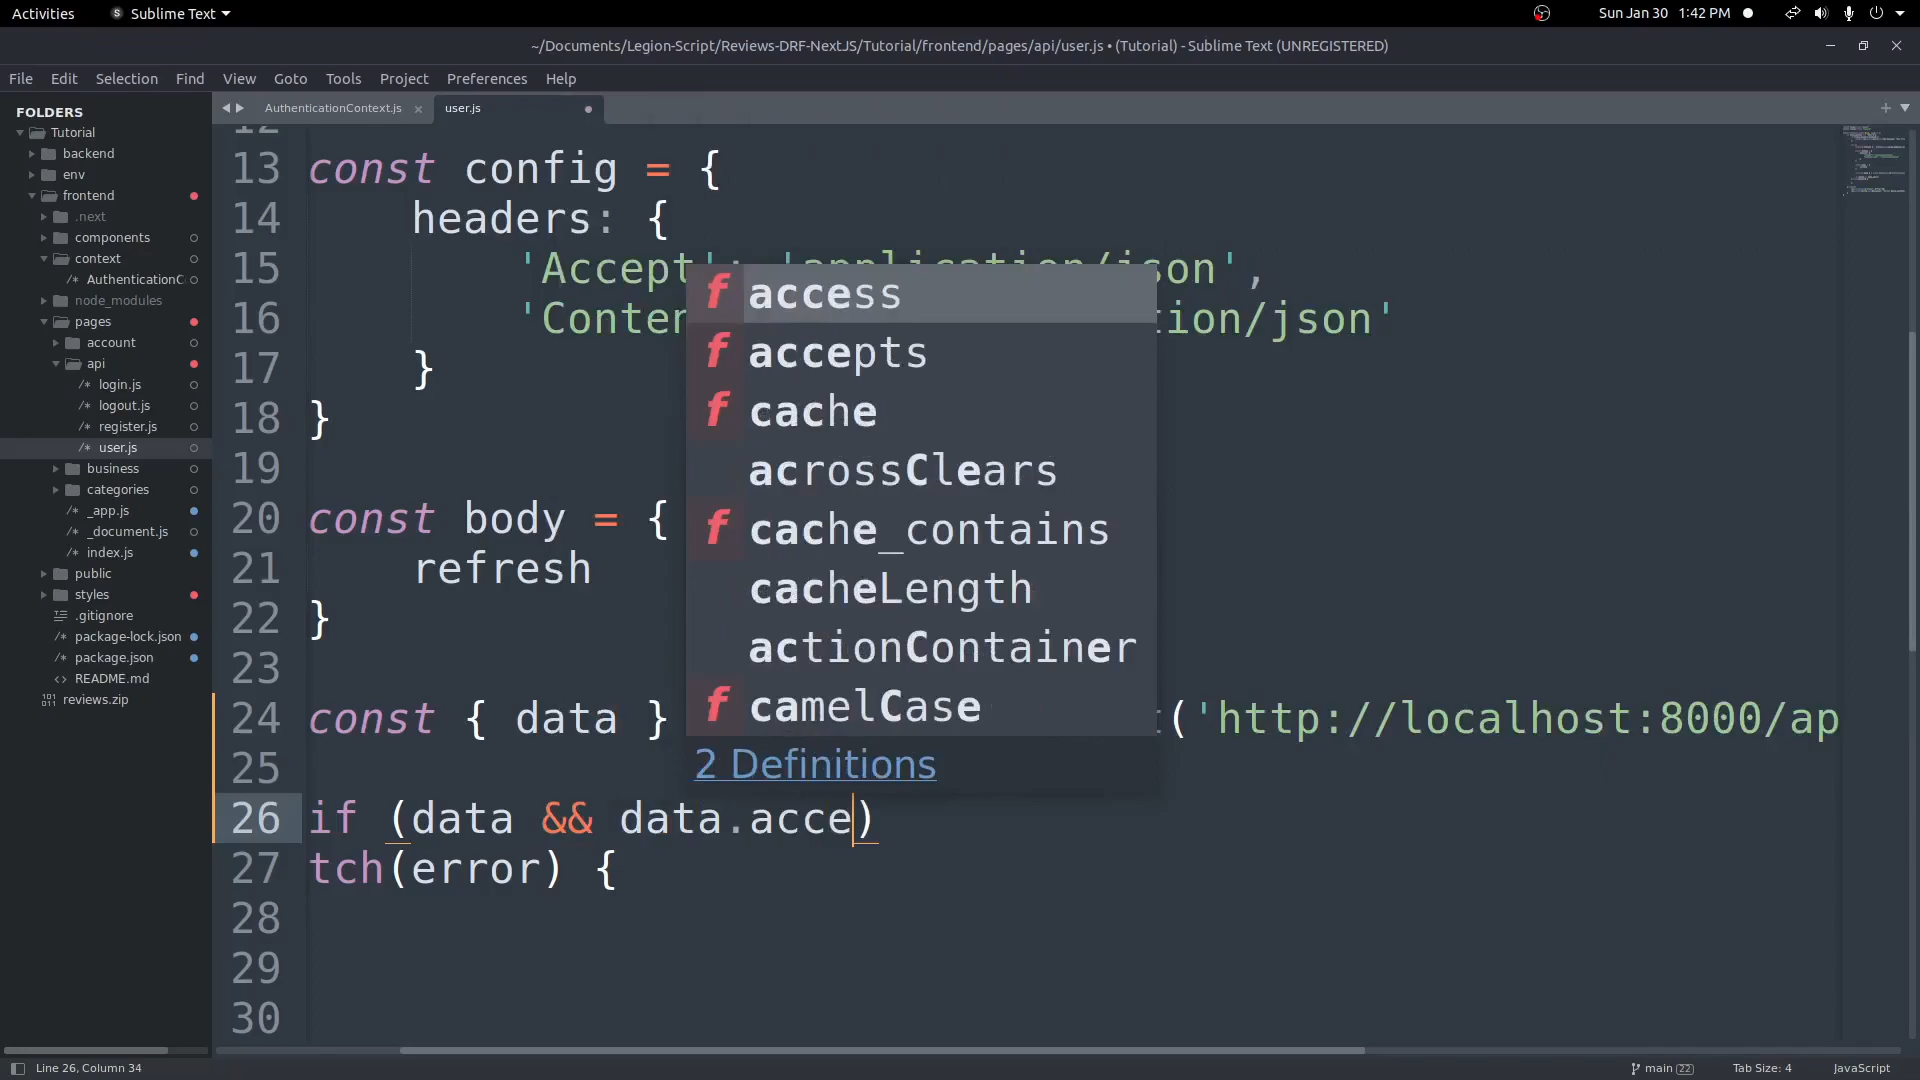 Activities Sublime Text Sun Jan 30 1:42 PM
~/Documents/Legion-Script/Reviews-DRF-NextJS/Tutorial/frontend/pages/api/user.js • (Tutorial) - Sublime Text (UNREGISTERED)
File Edit Selection Find View Goto Tools Project Preferences Help
FOLDERS
Tutorial
backend
env
frontend
.next
components
context
/* AuthenticationC
node_modules
pages
account
api
/* login.js
/* logout.js
/* register.js
/* user.js
business
categories
/* _app.js
/* _document.js
/* index.js
public
styles
.gitignore
/* package-lock.json
/* package.json
<> README.md
reviews.zip
AuthenticationContext.js × user.js
12
13 const config = {
14 headers: {
15 'Accept': 'application/json',
16 'Conten tion/json'
17 }
18 }
19
20 const body = {
21 refresh
22 }
23
24 const { data } ('http://localhost:8000/ap
25
26 if (data && data.acce)
27 tch(error) {
28
29
30
f access
f accepts
f cache
acrossClears
f cache_contains
cacheLength
actionContainer
f camelCase
2 Definitions
Line 26, Column 34 main 22 Tab Size: 4 JavaScript